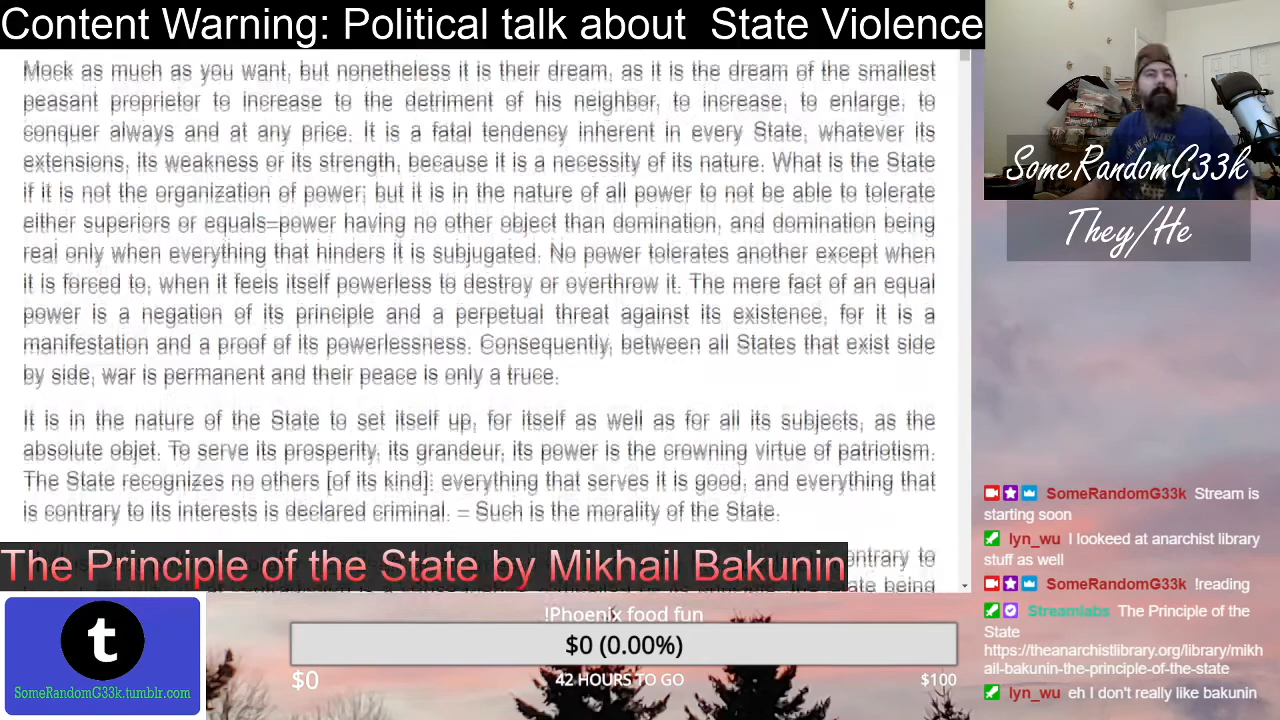 Content Warning: Political talk about State Violence
Mock as much as you want, but nonetheless it is their dream, as it is the dream of the smallest
peasant proprietor to increase to the detriment of his neighbor, to increase, to enlarge, to
conquer always and at any price. It is a fatal tendency inherent in every State, whatever its
extensions, its weakness or its strength, because it is a necessity of its nature. What is the State
if it is not the organization of power; but it is in the nature of all power to not be able to tolerate
either superiors or equals=power having no other object than domination, and domination being
real only when everything that hinders it is subjugated. No power tolerates another except when
it is forced to, when it feels itself powerless to destroy or overthrow it. The mere fact of an equal
power is a negation of its principle and a perpetual threat against its existence, for it is a
manifestation and a proof of its powerlessness. Consequently, between all States that exist side
by side, war is permanent and their peace is only a truce.
It is in the nature of the State to set itself up, for itself as well as for all its subjects, as the
absolute objet. To serve its prosperity, its grandeur, its power is the crowning virtue of patriotism.
The State recognizes no others [of its kind]: everything that serves it is good, and everything that
is contrary to its interests is declared criminal. = Such is the morality of the State.
contrary to
State being
The Principle of the State by Mikhail Bakunin
SomeRandomG33k
They/He
SomeRandomG33k Stream is
starting soon
lyn_wu I lookeed at anarchist library
stuff as well
SomeRandomG33k !reading
Streamlabs The Principle of the
State
https://theanarchistlibrary.org/library/mikh
ail-bakunin-the-principle-of-the-state
lyn_wu eh I don't really like bakunin
t
SomeRandomG33k.tumblr.com
!Phoenix food fun
$0 (0.00%)
$0
42 HOURS TO GO
$100